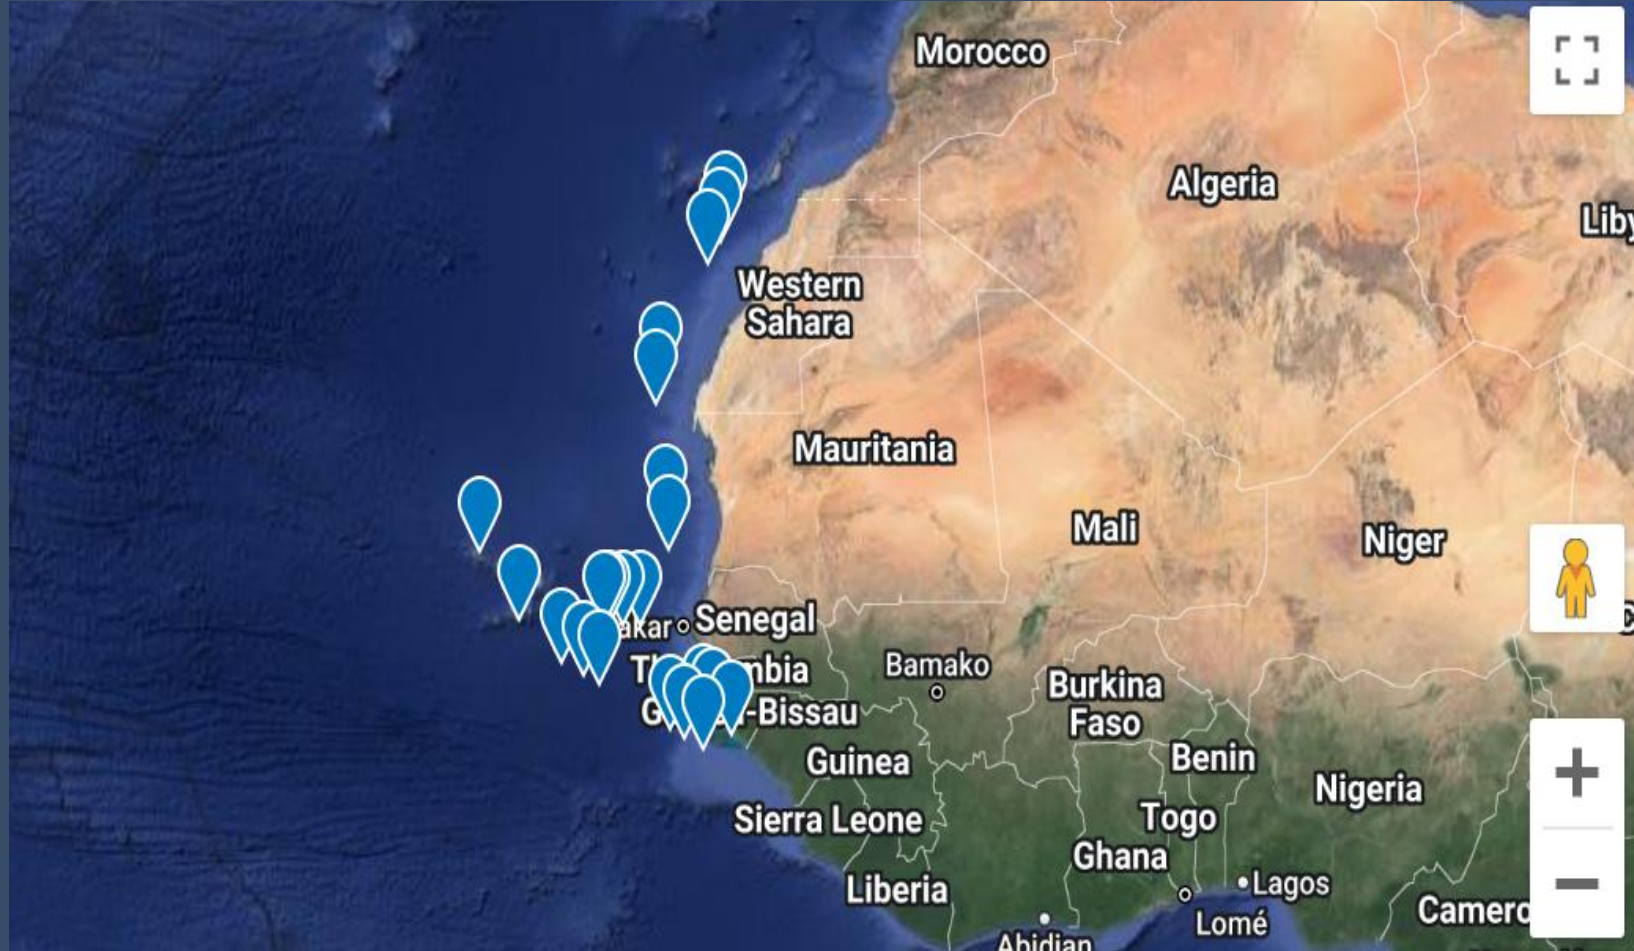 Morocco
Algeria
Liby
Western
Sahara
Mauritania
Mali
Niger
akar
Senegal
Bamako
Burkina
Faso
-Bissau
Guinea
Benin
Nigeria
Sierra Leone
Togo
Ghana
Liberia
Lagos
Lomé
Camero
Abidjan